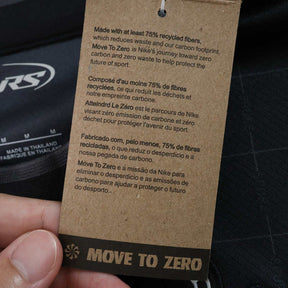 Made with at least 75% recycled fibers,
which reduces waste and our carbon footprint.
Move To Zero is Nike's journey toward zero
carbon and zero waste to help protect the
future of sport.
Composé d'au moins 75% de fibres
recyclées, ce qui réduit les déchets et
notre empreinte carbone.
Atteindre Le Zéro est le parcours de Nike
visant zéro émission de carbone et zéro
déchet pour protéger l'avenir du sport.
Fabricado com, pelo menos, 75% de fibras
recicladas, o que reduz o desperdício e a
nossa pegada de carbono.
Move To Zero é a missão da Nike para
eliminar o desperdício e as emissões de
carbono para ajudar a proteger o futuro
do desporto.
MOVE TO ZERO
RS
M M M M
MADE IN THAILAND
FABRIQUE EN THAILANDE